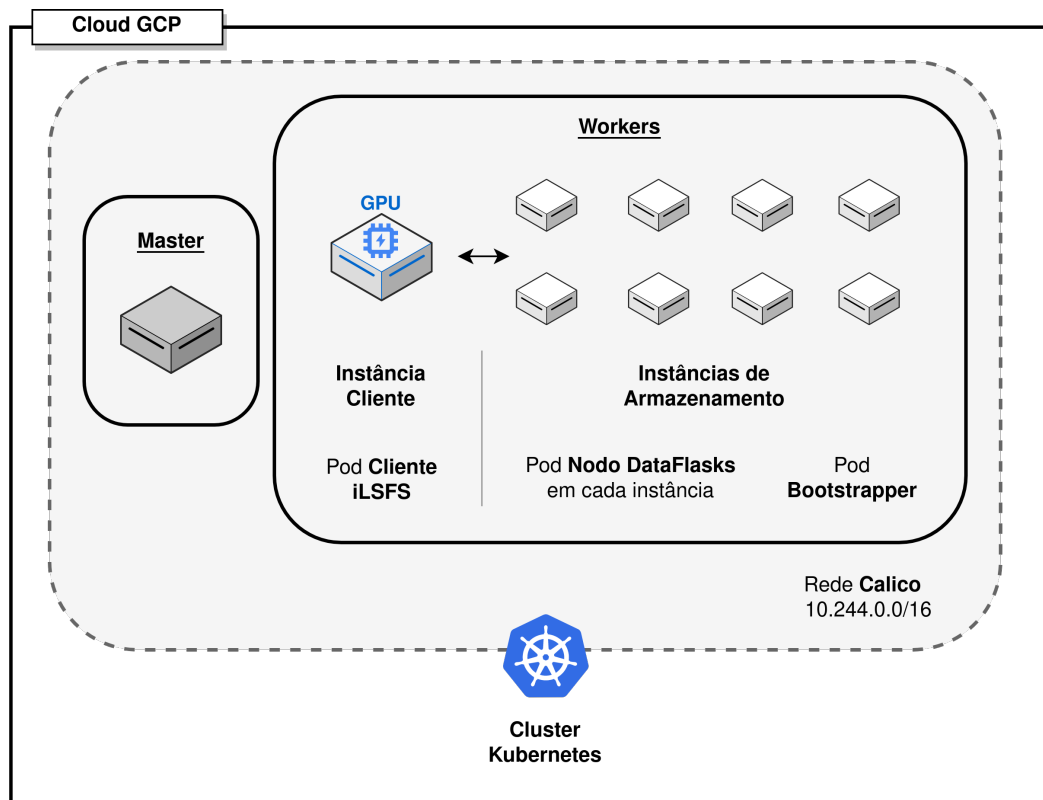 Cloud GCP
Workers
GPU
Master
Instância
Cliente
Instâncias de
Armazenamento
Pod Cliente
iLSFS
Pod Nodo DataFlasks
em cada instância
Pod
Bootstrapper
Rede Calico
10.244.0.0/16
Cluster
Kubernetes